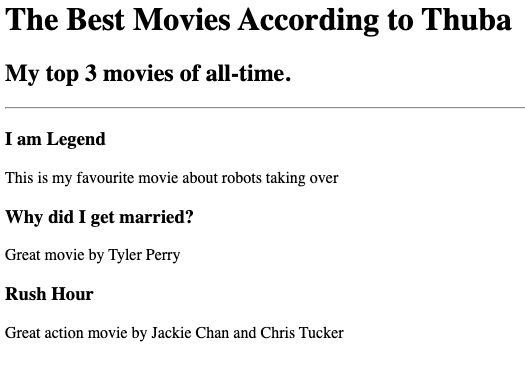 The Best Movies According to Thuba
My top 3 movies of all-time.
I am Legend
This is my favourite movie about robots taking over
Why did I get married?
Great movie by Tyler Perry
Rush Hour
Great action movie by Jackie Chan and Chris Tucker